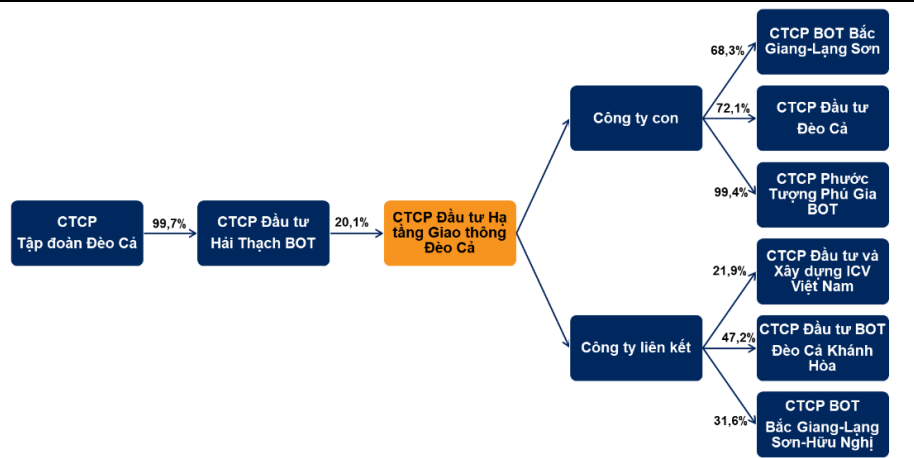 CTCP
Tập đoàn Đèo Cả
99,7%
CTCP Đầu tư
Hải Thạch BOT
20,1%
CTCP Đầu tư Hạ
tầng Giao thông
Đèo Cả
Công ty con
68,3%
CTCP BOT Bắc
Giang-Lạng Sơn
72,1%
CTCP Đầu tư
Đèo Cả
99,4%
CTCP Phước
Tượng Phú Gia
BOT
Công ty liên kết
21,9%
CTCP Đầu tư và
Xây dựng ICV
Việt Nam
47,2%
CTCP Đầu tư BOT
Đèo Cả Khánh
Hòa
31,6%
CTCP BOT
Bắc Giang-Lạng
Sơn-Hữu Nghị